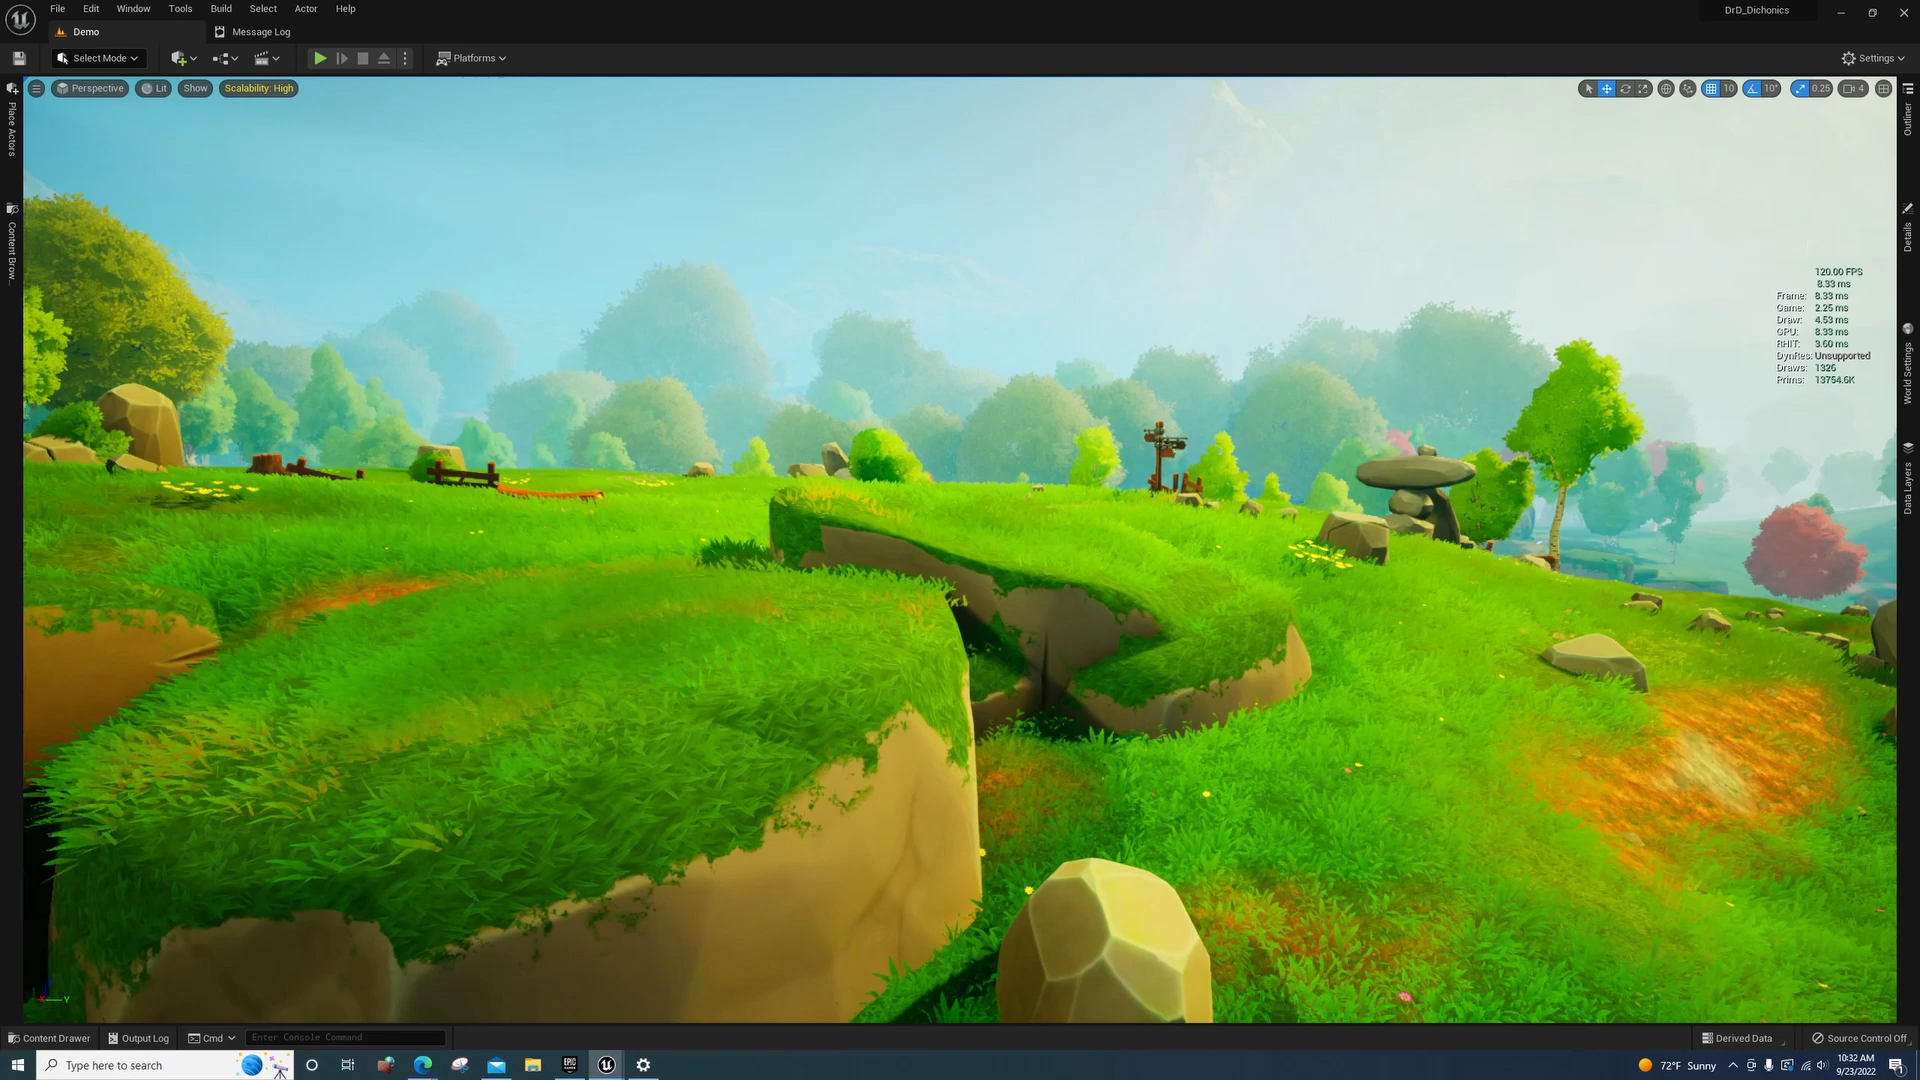 File Edit Window Tools Build Select Actor Help
DrD_Dichonics
Demo
Message Log
Select Mode
Platforms
Settings
Perspective
Lit
Show
Scalability: High
10
10°
0.25
4
Place Actors
Content Brow...
Outliner
Details
World Settings
Data Layers
120.00 FPS
8.33 ms
Frame: 8.33 ms
Game: 2.25 ms
Draw: 4.53 ms
GPU: 8.33 ms
RHIT: 3.60 ms
DynRes: Unsupported
Draws: 1326
Prims: 13754.6K
Y
Content Drawer
Output Log
Cmd
Enter Console Command
Derived Data
Source Control Off
Type here to search
EPIC
72°F Sunny
10:32 AM
9/23/2022